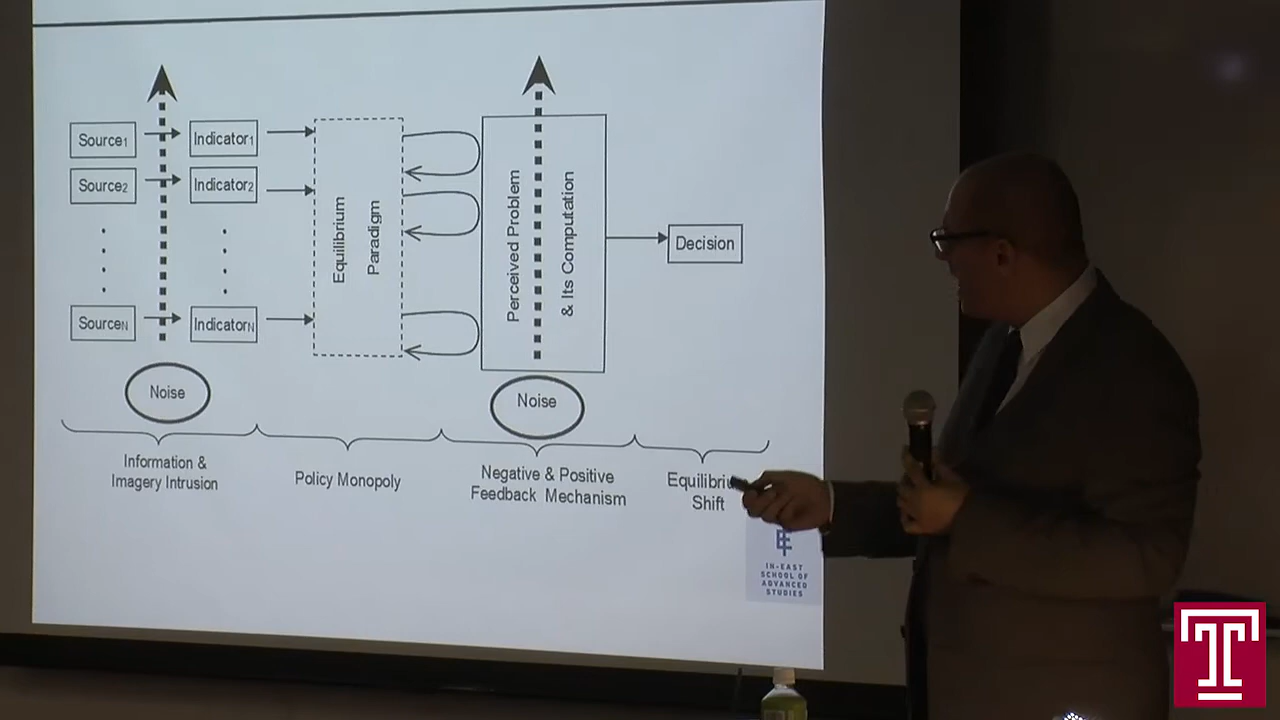 Source1
Indicator1
Source2
Indicator2
SourceN
IndicatorN
Equilibrium
Paradigm
Perceived Problem
& Its Computation
Decision
Noise
Noise
Information &
Imagery Intrusion
Policy Monopoly
Negative & Positive
Feedback Mechanism
Equilibriu
Shift
IN-EAST
SCHOOL OF
ADVANCED
STUDIES
T